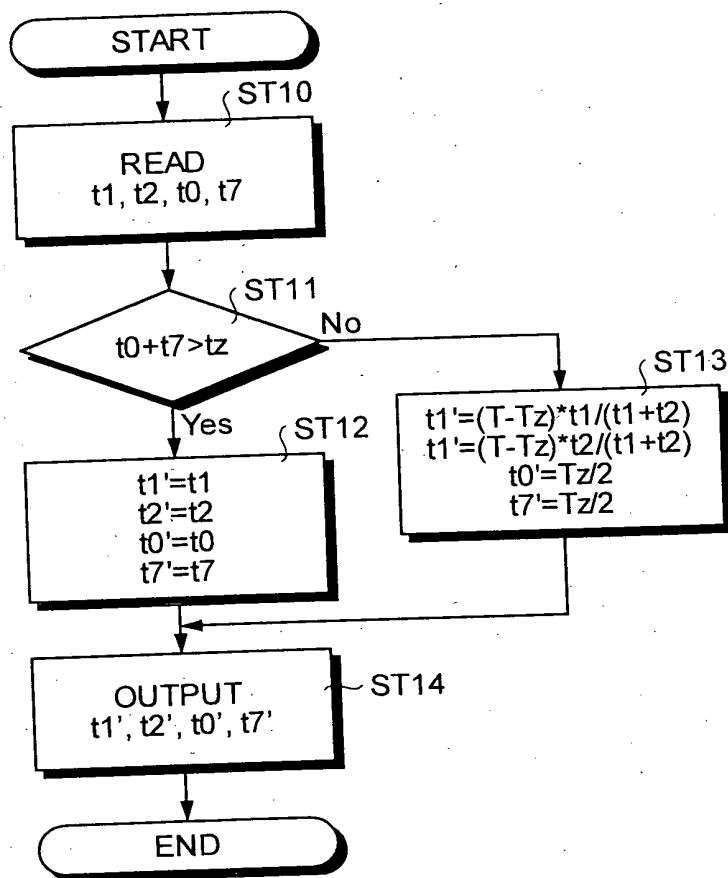 START
ST10
READ
t1, t2, t0, t7
ST11
t0+t7>tz
No
Yes
ST12
t1'=t1
t2'=t2
t0'=t0
t7'=t7
ST13
t1'=(T-Tz)*t1/(t1+t2)
t1'=(T-Tz)*t2/(t1+t2)
t0'=Tz/2
t7'=Tz/2
OUTPUT
t1', t2', t0', t7'
ST14
END